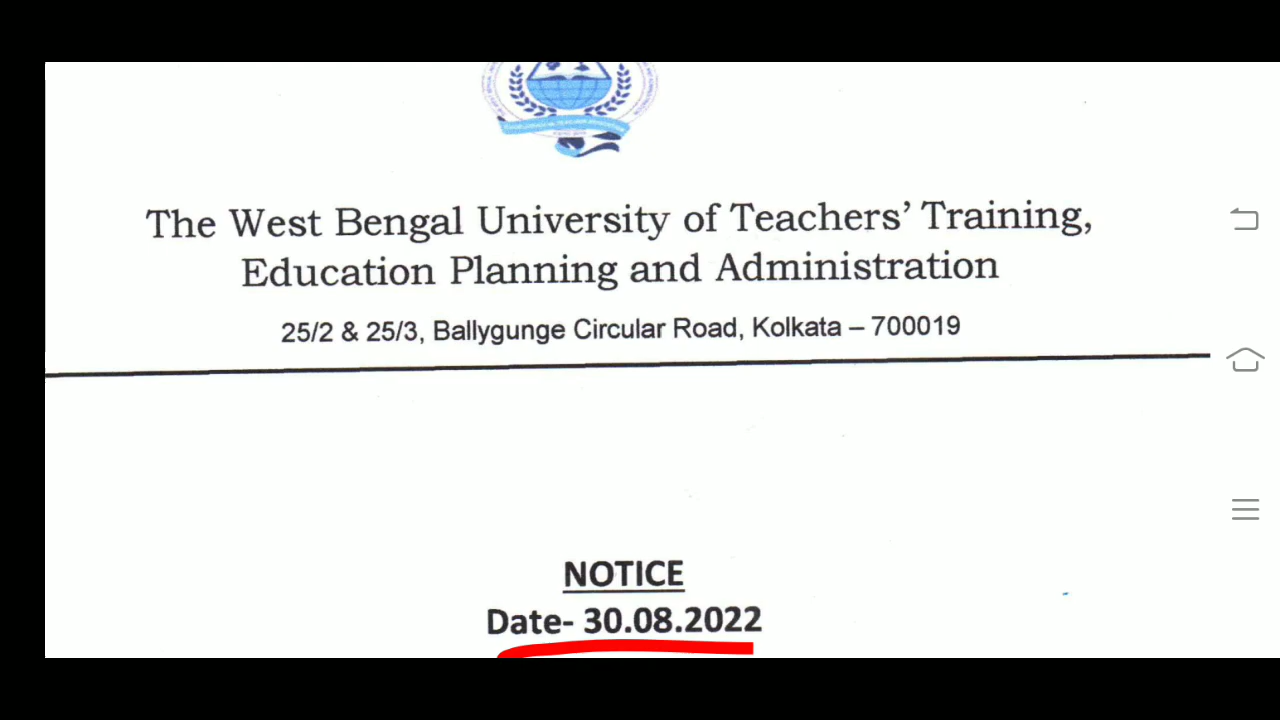 The West Bengal University of Teachers’ Training,
Education Planning and Administration
25/2 & 25/3, Ballygunge Circular Road, Kolkata – 700019
NOTICE
Date- 30.08.2022